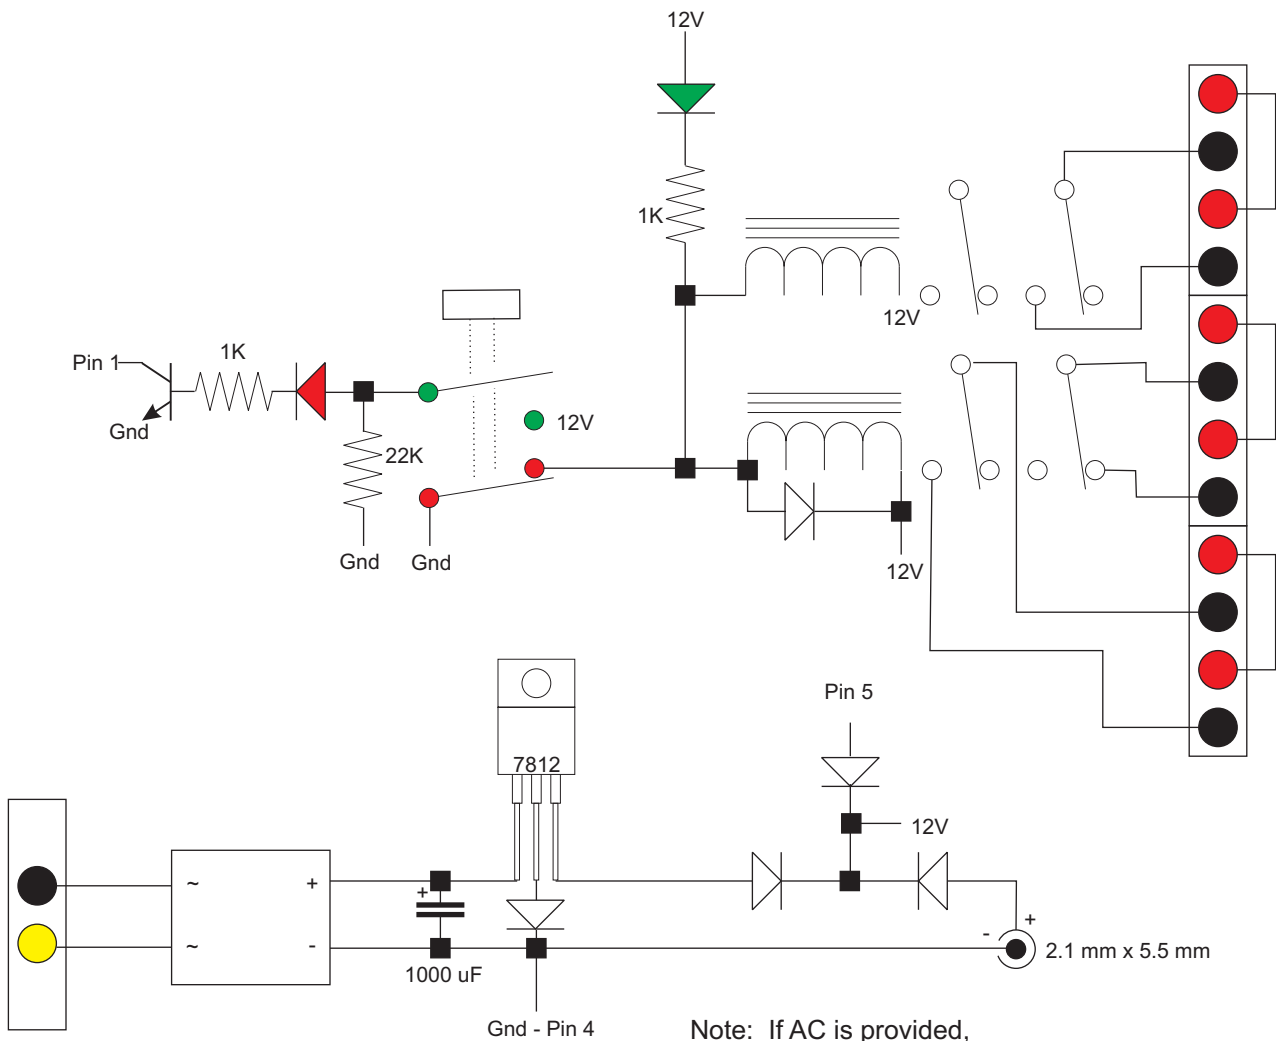 12V
1K
12V
Pin 1
1K
Gnd
12V
22K
Gnd
Gnd
12V
Pin 5
7812
12V
~
+
+
~
-
-
+
2.1 mm x 5.5 mm
1000 uF
Gnd - Pin 4
Note: If AC is provided,